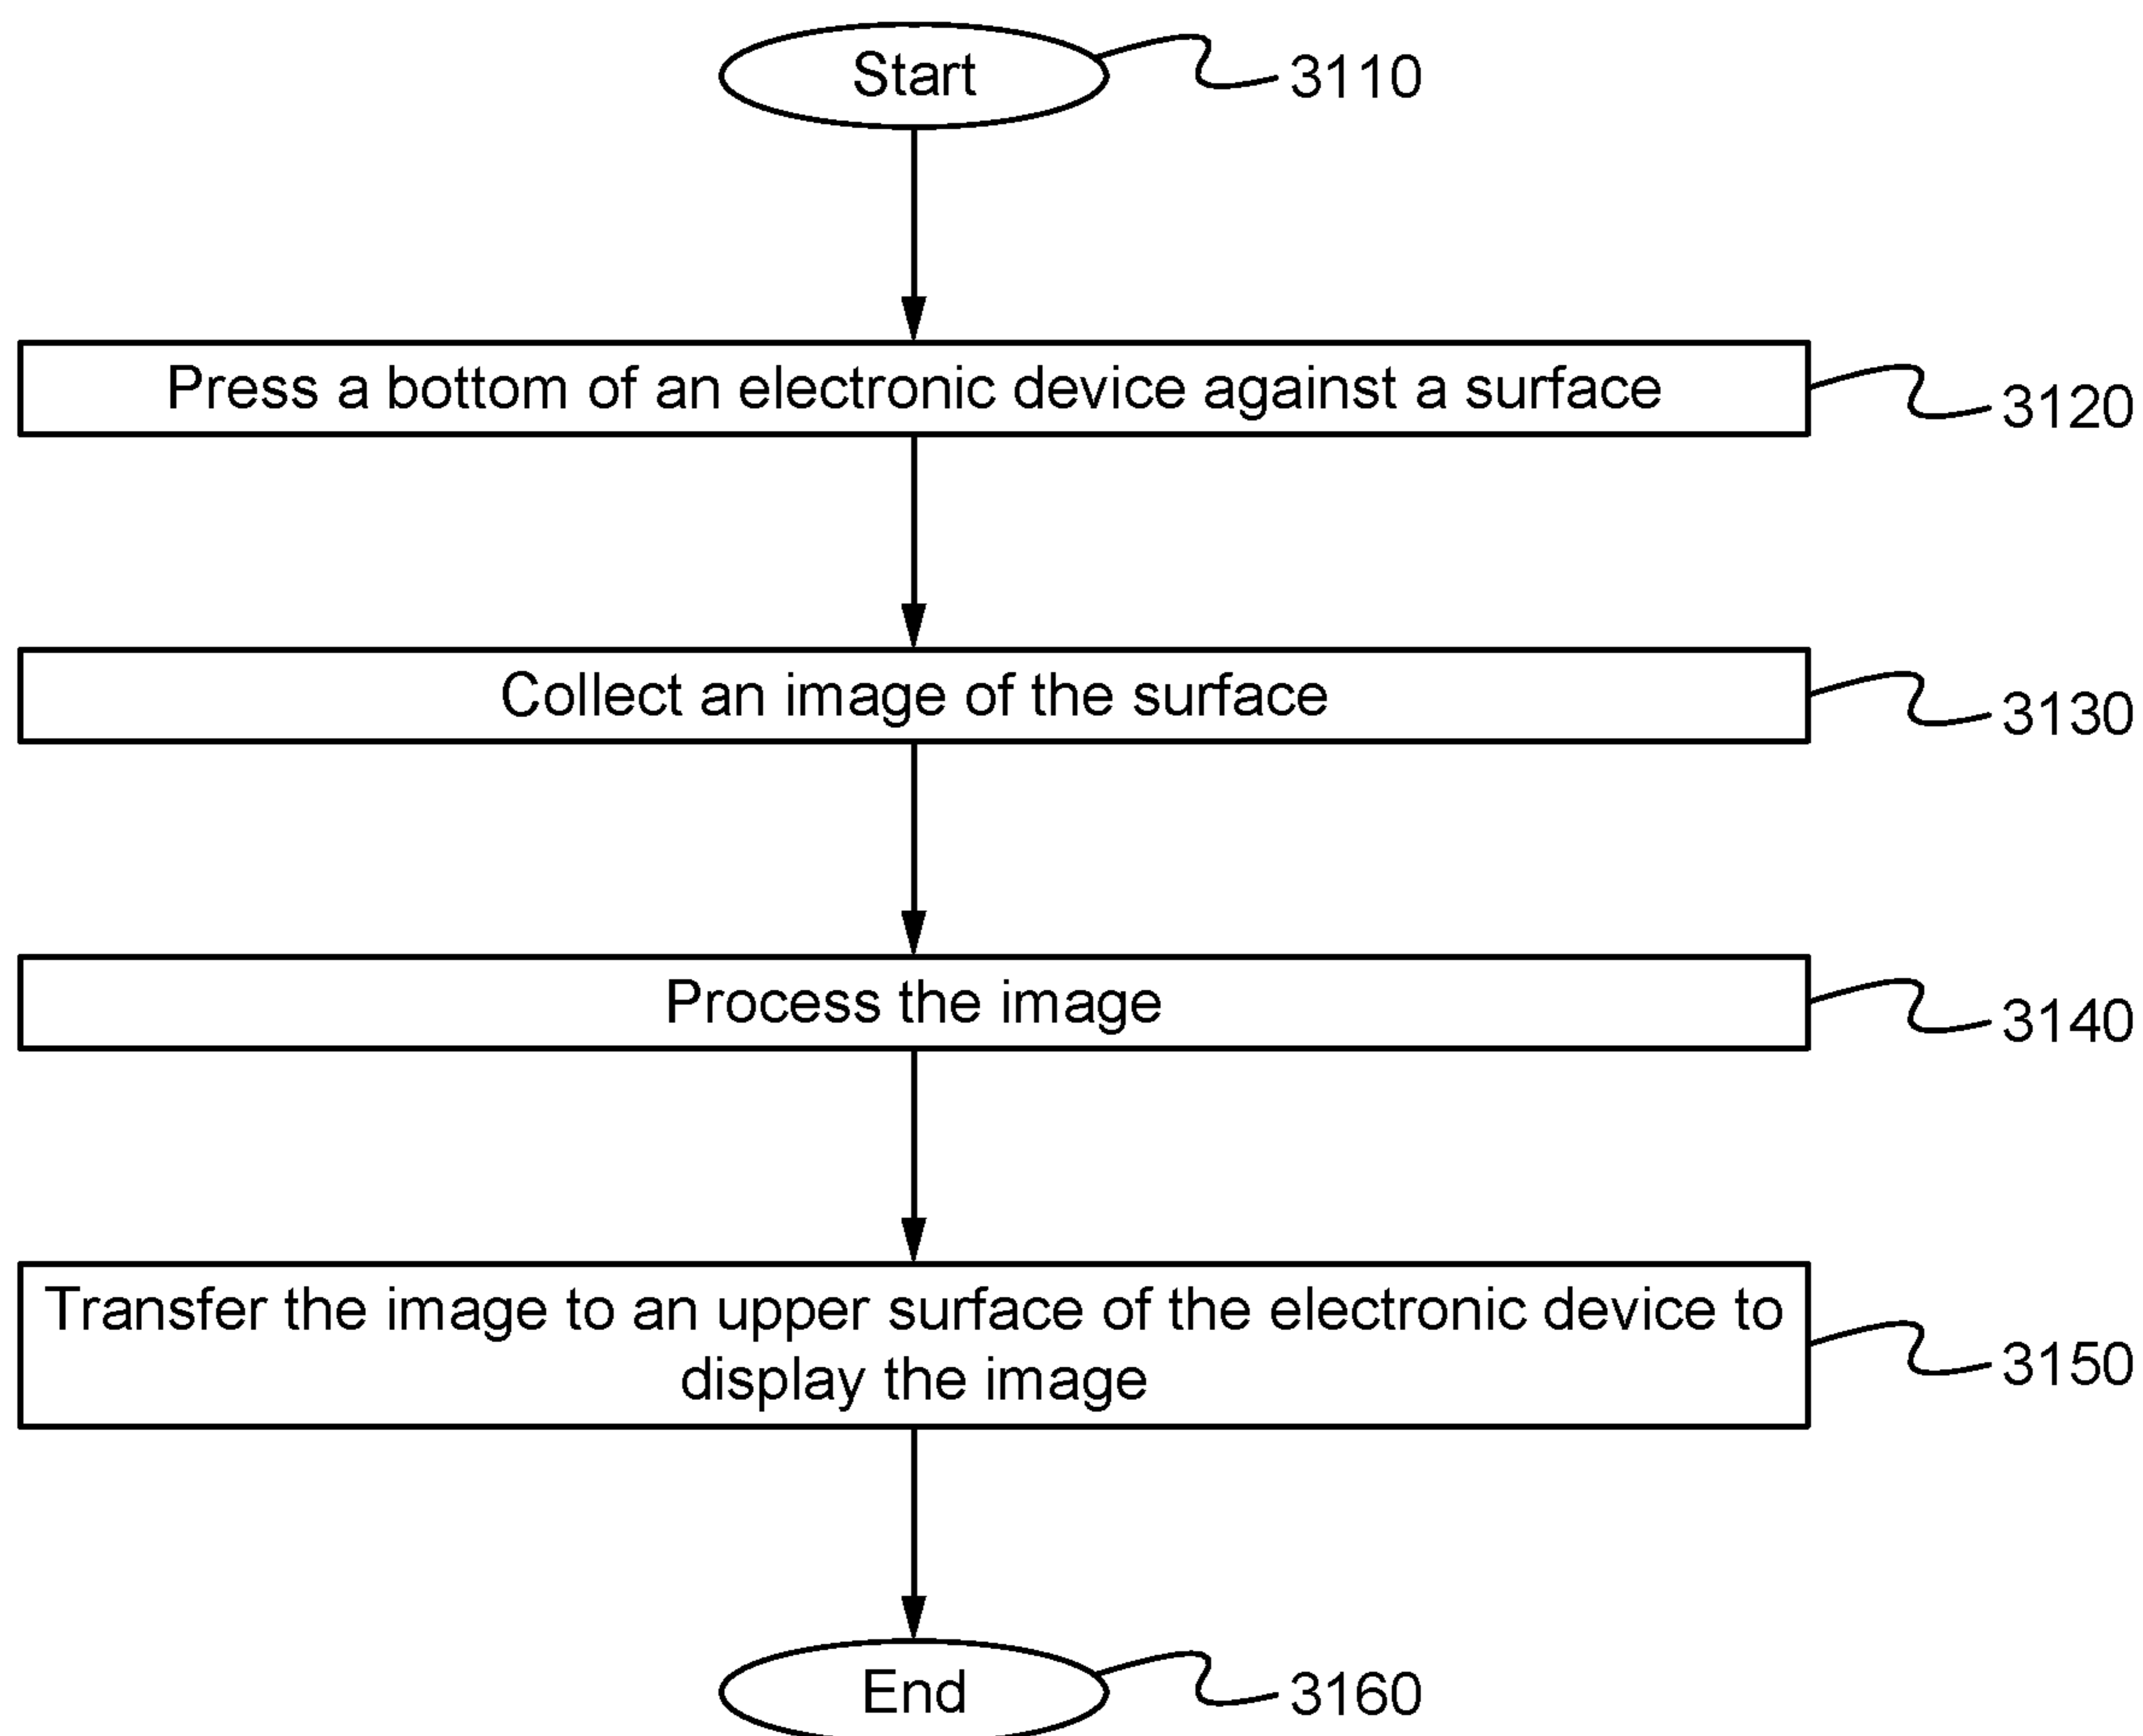 Start
3110
Press a bottom of an electronic device against a surface
3120
Collect an image of the surface
3130
Process the image
3140
Transfer the image to an upper surface of the electronic device to
display the image
3150
End
3160